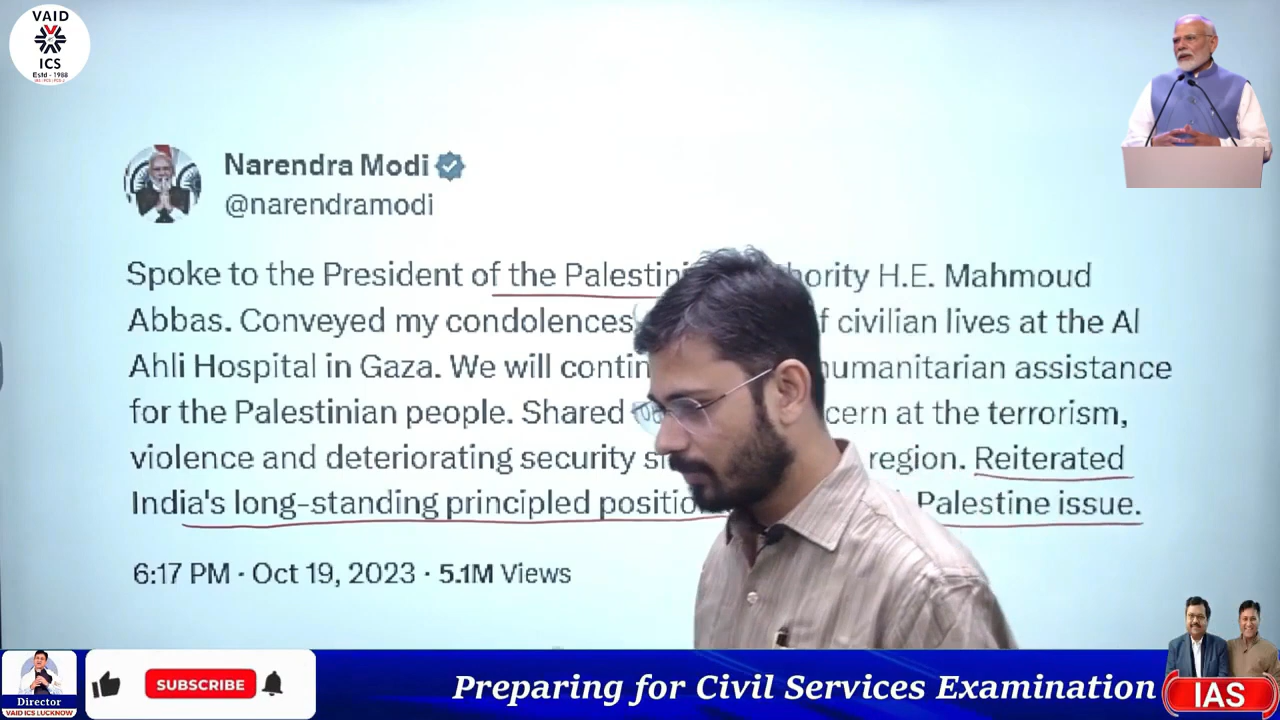 VAID
ICS
Estd - 1988
Narendra Modi
@narendramodi
Spoke to the President of the hority H.E. Mahmoud
Abbas. Conveyed my condolences f civilian lives at the Al
Ahli Hospital in Gaza. We will contin umanitarian assistance
for the Palestinian people. Shared cern at the terrorism,
violence and deteriorating security region. Reiterated
India's long-standing principled positio Palestine issue.
6:17 PM · Oct 19, 2023 · 5.1M Views
Director
VAID ICS LUCKNOW
SUBSCRIBE
Preparing for Civil Services Examination
IAS